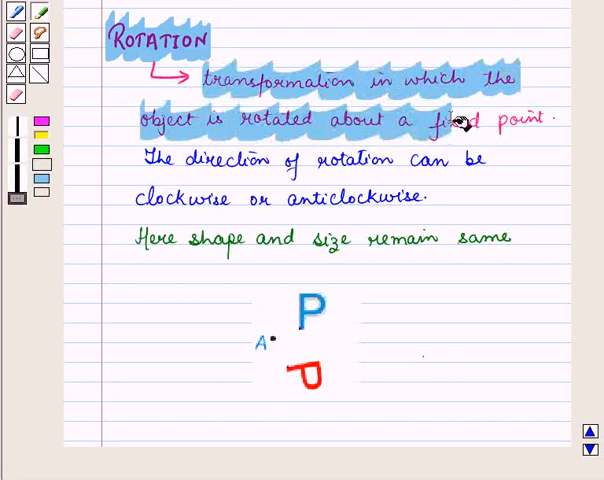 ROTATION
transformation in which the
object is rotated about a fixed point.
The direction of rotation can be
clockwise or anticlockwise.
Here shape and size remain same
P
A
P